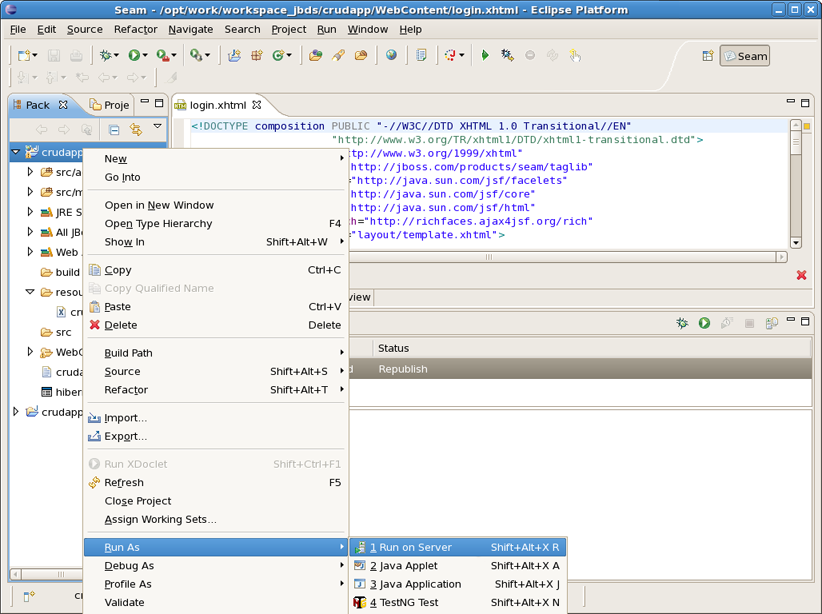 Seam - /opt/work/workspace_jbds/crudapp/WebContent/login.xhtml - Eclipse Platform
File Edit Source Refactor Navigate Search Project Run Window Help
Seam
Pack Proje
login.xhtml
<!DOCTYPE composition PUBLIC "-//W3C//DTD XHTML 1.0 Transitional//EN"
"http://www.w3.org/TR/xhtml1/DTD/xhtml1-transitional.dtd">
ttp://www.w3.org/1999/xhtml"
http://jboss.com/products/seam/taglib"
="http://java.sun.com/jsf/facelets"
http://java.sun.com/jsf/core"
http://java.sun.com/jsf/html"
h="http://richfaces.ajax4jsf.org/rich"
="layout/template.xhtml">
view
Status
d Republish
crudapp
src/a
src/m
JRE S
All JB
Web
build
resou
cr
src
WebC
cruda
hiber
crudapp
New
Go Into
Open in New Window
Open Type Hierarchy F4
Show In Shift+Alt+W
Copy Ctrl+C
Copy Qualified Name
Paste Ctrl+V
Delete Delete
Build Path
Source Shift+Alt+S
Refactor Shift+Alt+T
Import...
Export...
Run XDoclet Shift+Ctrl+F1
Refresh F5
Close Project
Assign Working Sets...
Run As
Debug As
Profile As
Validate
1 Run on Server Shift+Alt+X R
2 Java Applet Shift+Alt+X A
3 Java Application Shift+Alt+X J
4 TestNG Test Shift+Alt+X N